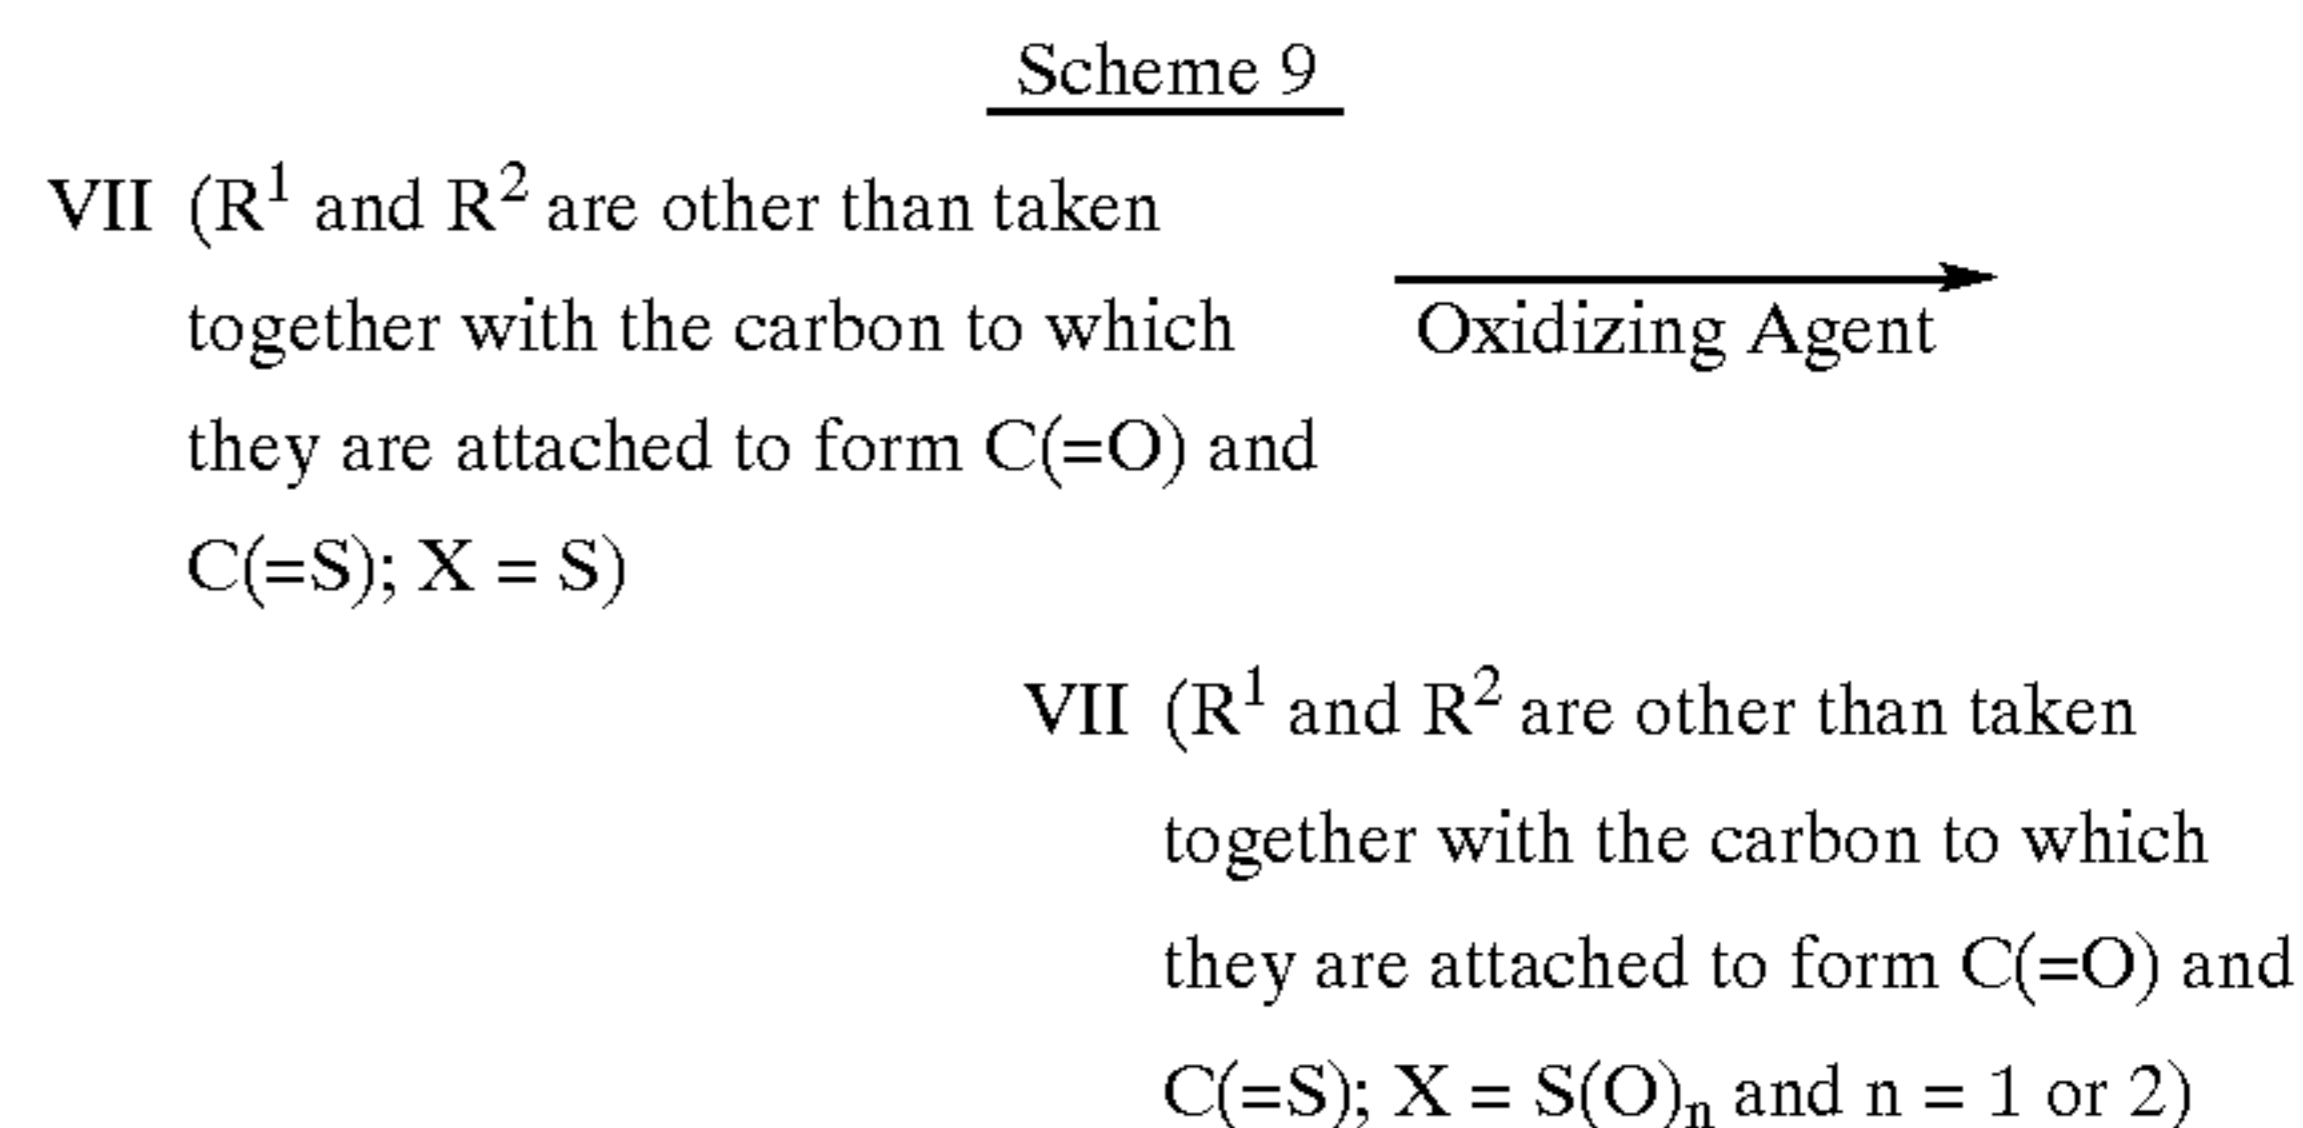 Scheme 9
VII (R¹ and R² are other than taken
together with the carbon to which
they are attached to form C(=O) and
C(=S); X = S)
Oxidizing Agent
VII (R¹ and R² are other than taken
together with the carbon to which
they are attached to form C(=O) and
C(=S); X = S(O)ₙ and n = 1 or 2)